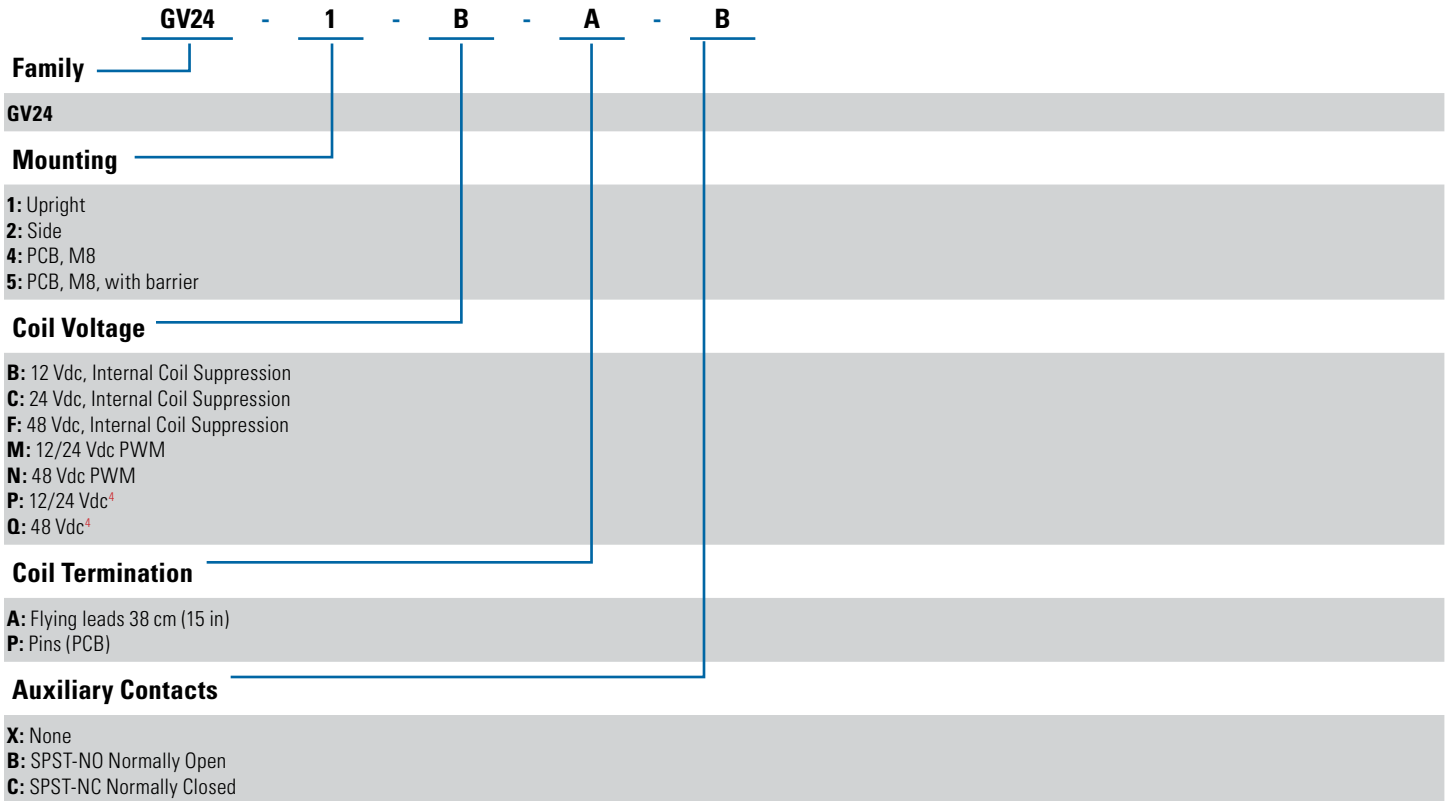 GV24 - 1 - B - A - B
Family
GV24
Mounting
1: Upright
2: Side
4: PCB, M8
5: PCB, M8, with barrier
Coil Voltage
B: 12 Vdc, Internal Coil Suppression
C: 24 Vdc, Internal Coil Suppression
F: 48 Vdc, Internal Coil Suppression
M: 12/24 Vdc PWM
N: 48 Vdc PWM
P: 12/24 Vdc⁴
Q: 48 Vdc⁴
Coil Termination
A: Flying leads 38 cm (15 in)
P: Pins (PCB)
Auxiliary Contacts
X: None
B: SPST-NO Normally Open
C: SPST-NC Normally Closed